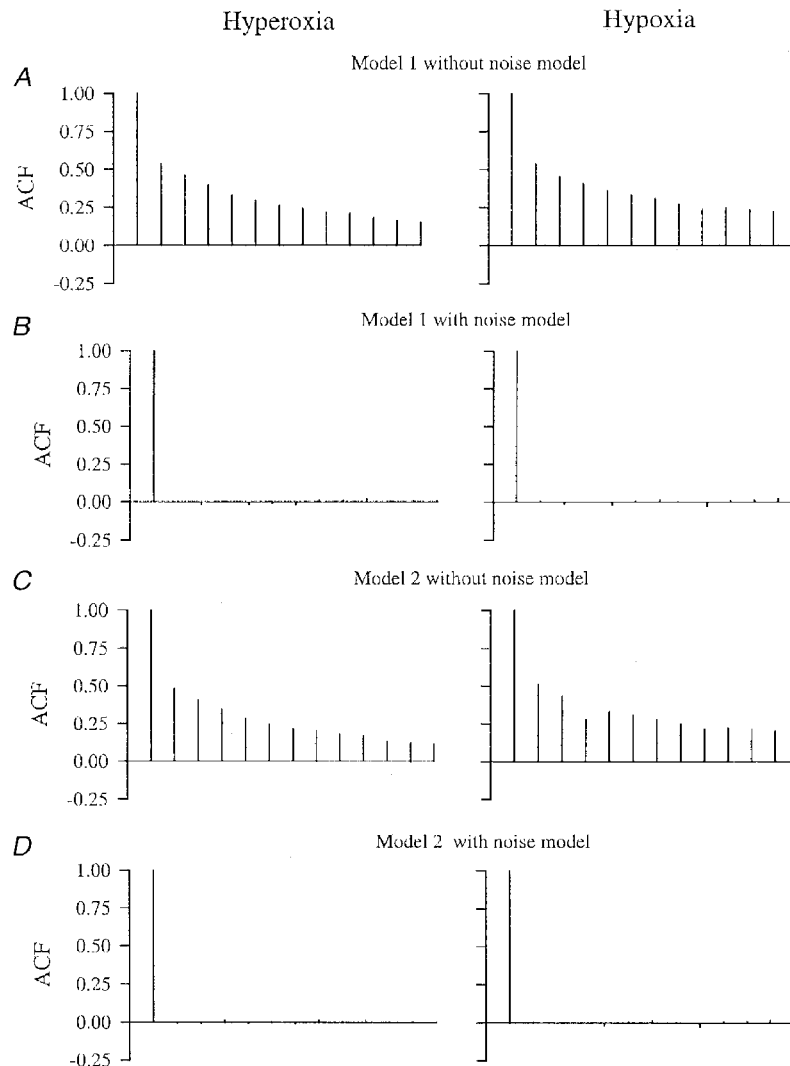 Hyperoxia Hypoxia
A
Model 1 without noise model
1.00
0.75
0.50
0.25
0.00
-0.25
ACF
B
Model 1 with noise model
1.00
0.75
0.50
0.25
0.00
-0.25
ACF
C
Model 2 without noise model
1.00
0.75
0.50
0.25
0.00
-0.25
ACF
D
Model 2 with noise model
1.00
0.75
0.50
0.25
0.00
-0.25
ACF